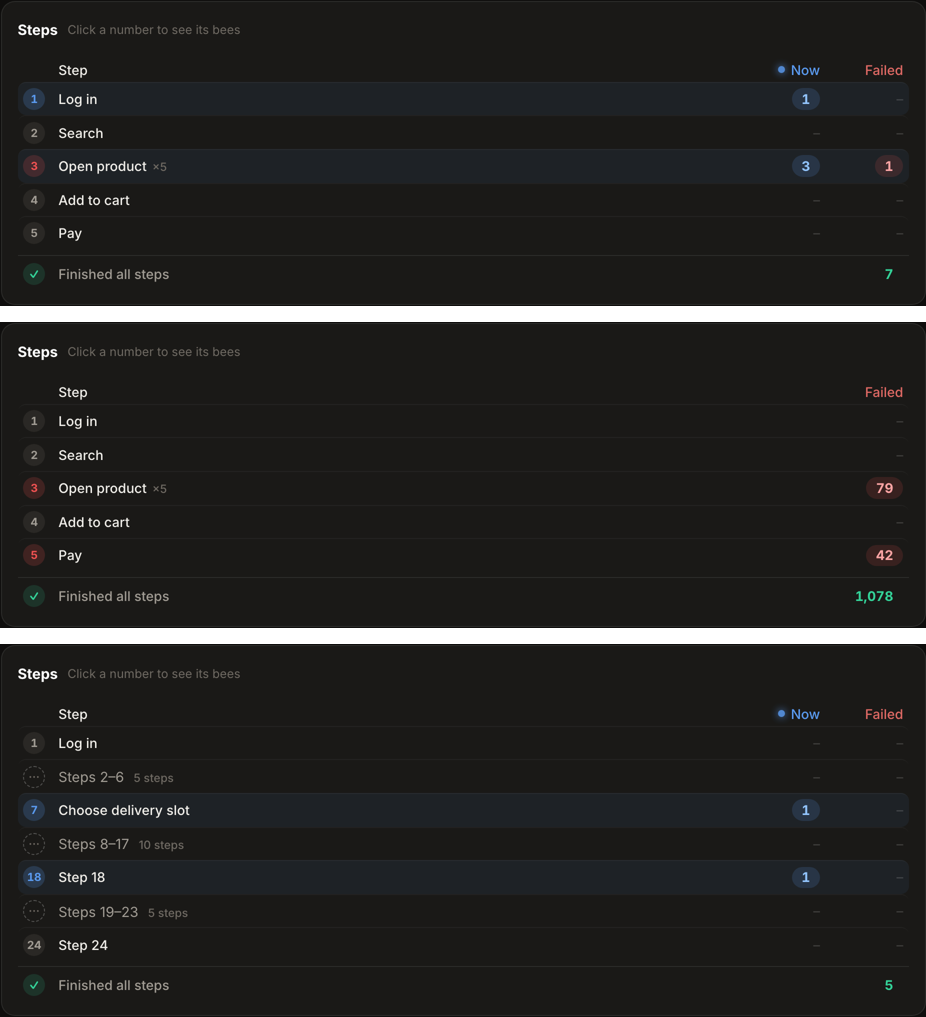 Steps Click a number to see its bees
Step Now Failed
1 Log in 1 –
2 Search – –
3 Open product ×5 3 1
4 Add to cart – –
5 Pay – –
Finished all steps 7
Steps Click a number to see its bees
Step Failed
1 Log in –
2 Search –
3 Open product ×5 79
4 Add to cart –
5 Pay 42
Finished all steps 1,078
Steps Click a number to see its bees
Step Now Failed
1 Log in – –
··· Steps 2–6 5 steps – –
7 Choose delivery slot 1 –
··· Steps 8–17 10 steps – –
18 Step 18 1 –
··· Steps 19–23 5 steps – –
24 Step 24 – –
Finished all steps 5